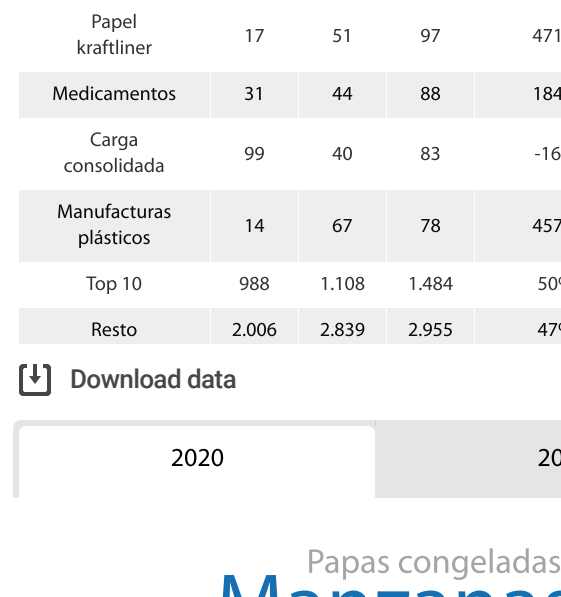 Papel
kraftliner 17 51 97 471
Medicamentos 31 44 88 184
Carga
consolidada 99 40 83 -16
Manufacturas
plásticos 14 67 78 457
Top 10 988 1.108 1.484 50
Resto 2.006 2.839 2.955 47
Download data
2020 20
Papas congeladas
Manzanas